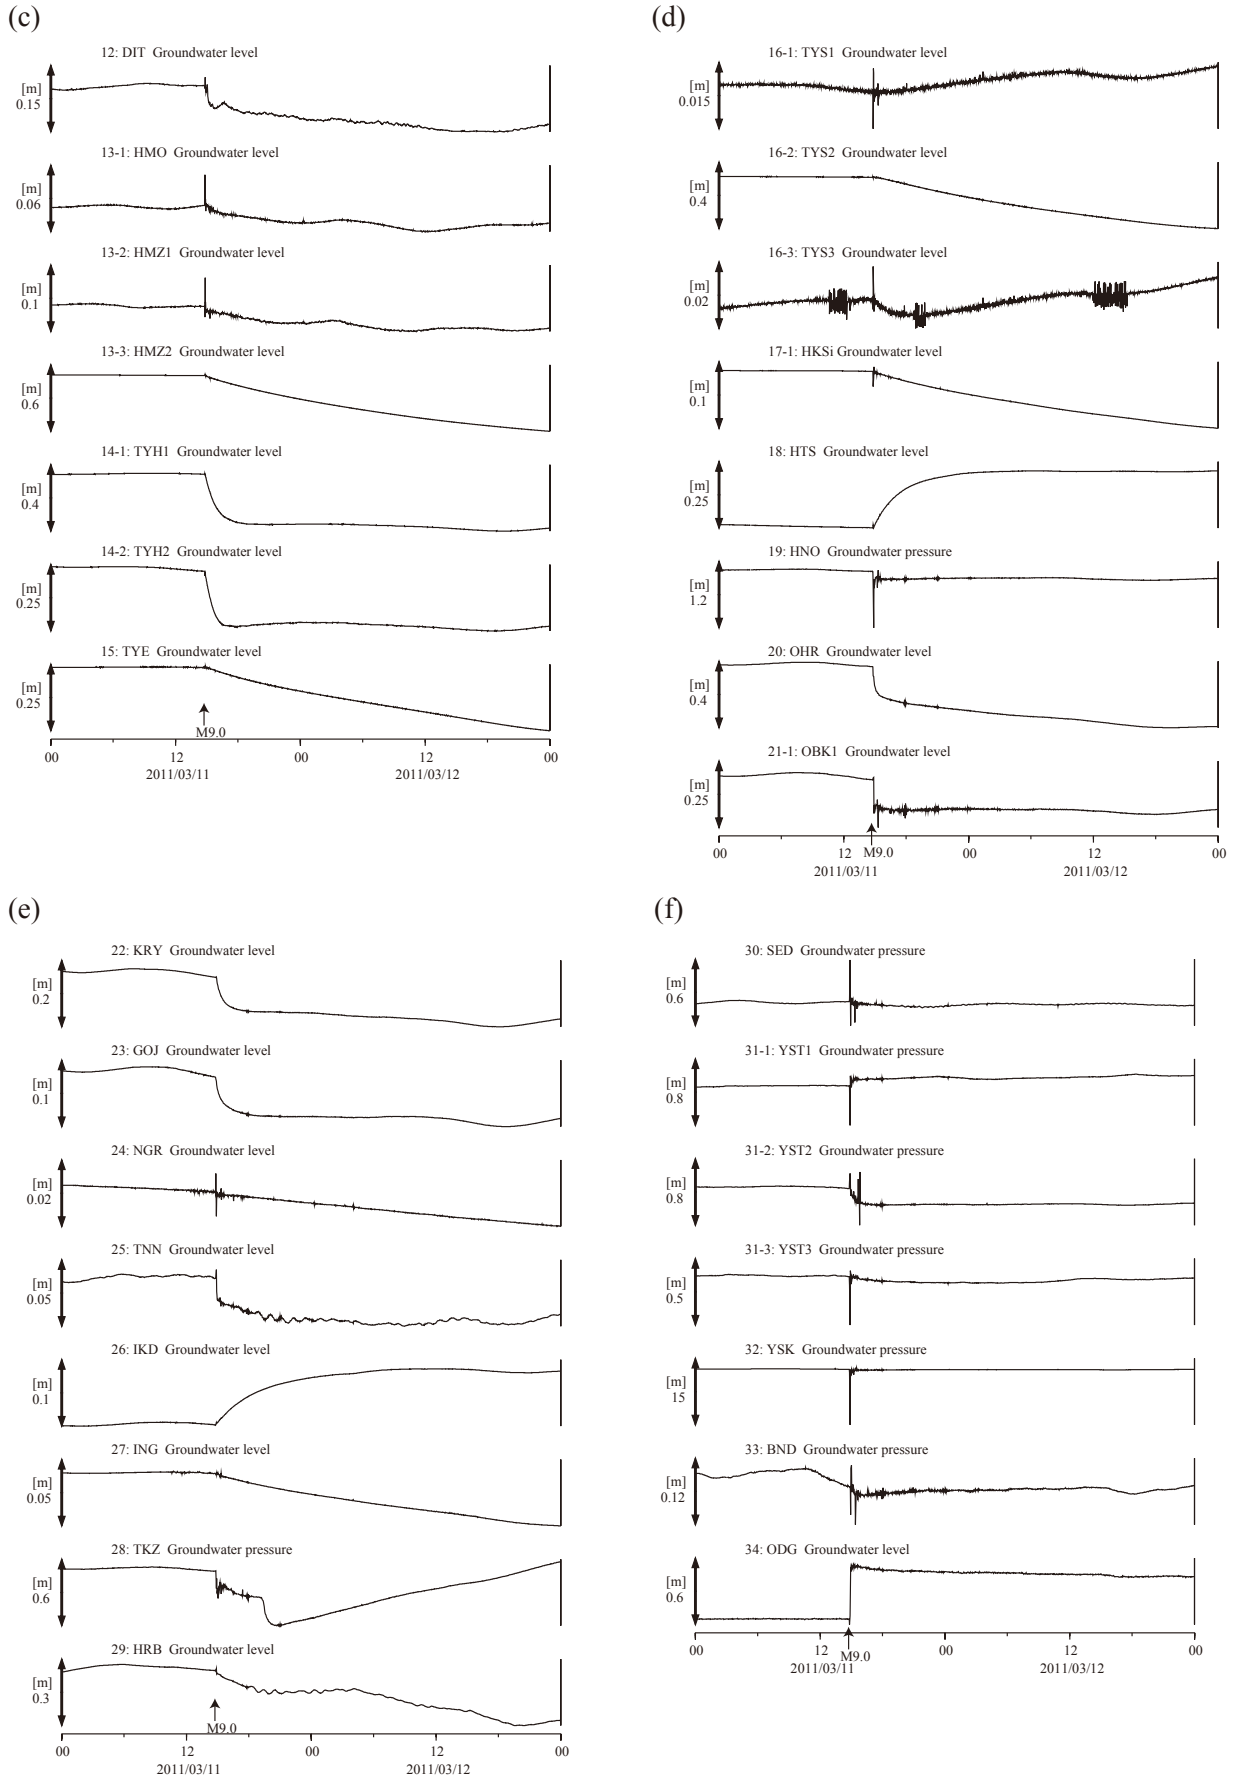 (c)
12: DIT  Groundwater level
[m]
0.15
13-1: HMO  Groundwater level
[m]
0.06
13-2: HMZ1  Groundwater level
[m]
0.1
13-3: HMZ2  Groundwater level
[m]
0.6
14-1: TYH1  Groundwater level
[m]
0.4
14-2: TYH2  Groundwater level
[m]
0.25
15: TYE  Groundwater level
[m]
0.25
M9.0
00 12 00 12 00
2011/03/11 2011/03/12
(d)
16-1: TYS1  Groundwater level
[m]
0.015
16-2: TYS2  Groundwater level
[m]
0.4
16-3: TYS3  Groundwater level
[m]
0.02
17-1: HKSi Groundwater level
[m]
0.1
18: HTS  Groundwater level
[m]
0.25
19: HNO  Groundwater pressure
[m]
1.2
20: OHR  Groundwater level
[m]
0.4
21-1: OBK1  Groundwater level
[m]
0.25
00 12 M9.0 00 12 00
2011/03/11 2011/03/12
(e)
22: KRY  Groundwater level
[m]
0.2
23: GOJ  Groundwater level
[m]
0.1
24: NGR  Groundwater level
[m]
0.02
25: TNN  Groundwater level
[m]
0.05
26: IKD  Groundwater level
[m]
0.1
27: ING  Groundwater level
[m]
0.05
28: TKZ  Groundwater pressure
[m]
0.6
29: HRB  Groundwater level
[m]
0.3
M9.0
00 12 00 12 00
2011/03/11 2011/03/12
(f)
30: SED  Groundwater pressure
[m]
0.6
31-1: YST1  Groundwater pressure
[m]
0.8
31-2: YST2  Groundwater pressure
[m]
0.8
31-3: YST3  Groundwater pressure
[m]
0.5
32: YSK  Groundwater pressure
[m]
15
33: BND  Groundwater pressure
[m]
0.12
34: ODG  Groundwater level
[m]
0.6
00 12 M9.0 00 12 00
2011/03/11 2011/03/12